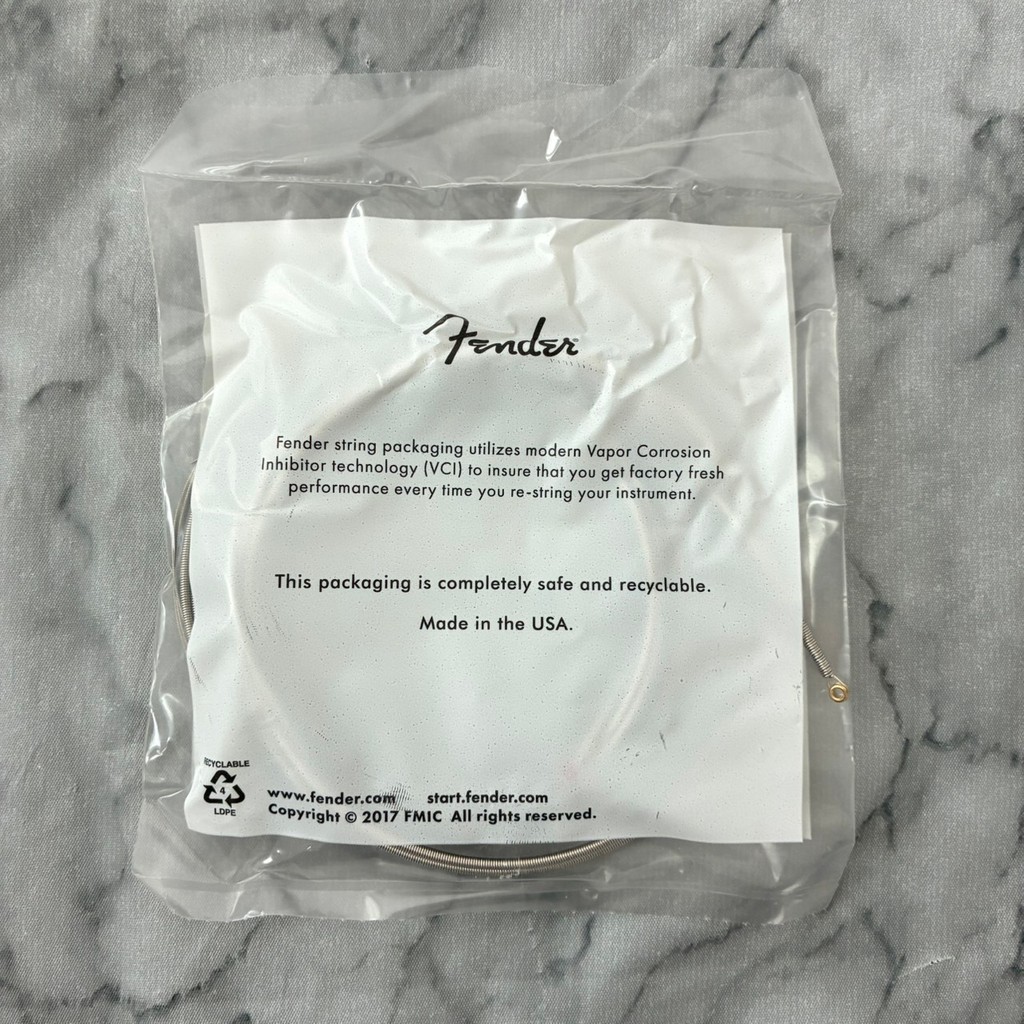 Fender
Fender string packaging utilizes modern Vapor Corrosion
Inhibitor technology (VCI) to insure that you get factory fresh
performance every time you re-string your instrument.
This packaging is completely safe and recyclable.
Made in the USA.
RECYCLABLE
4
LDPE
www.fender.com start.fender.com
Copyright © 2017 FMIC All rights reserved.